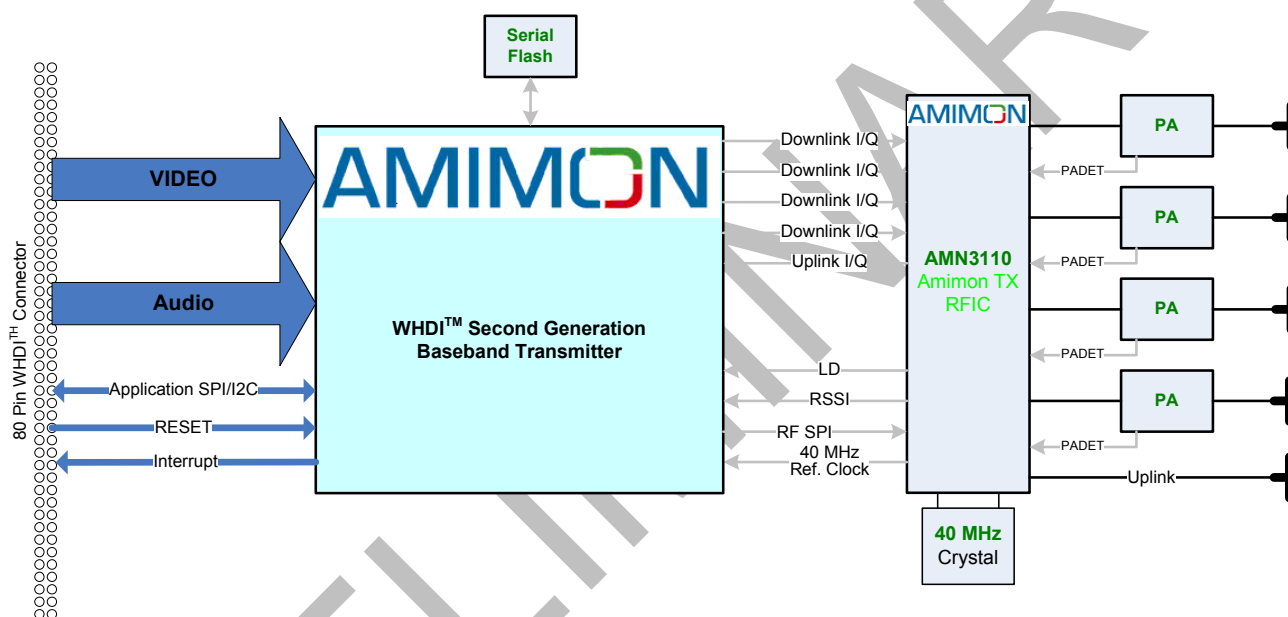 Serial
Flash
AMIMON
VIDEO
Audio
WHDI™ Second Generation
Baseband Transmitter
80 Pin WHDI™ Connector
Application SPI/I2C
RESET
Interrupt
Downlink I/Q
Downlink I/Q
Downlink I/Q
Downlink I/Q
Uplink I/Q
LD
RSSI
RF SPI
40 MHz
Ref. Clock
AMIMON
AMN3110
Amimon TX
RFIC
PA
PADET
PA
PADET
PA
PADET
PA
PADET
Uplink
40 MHz
Crystal